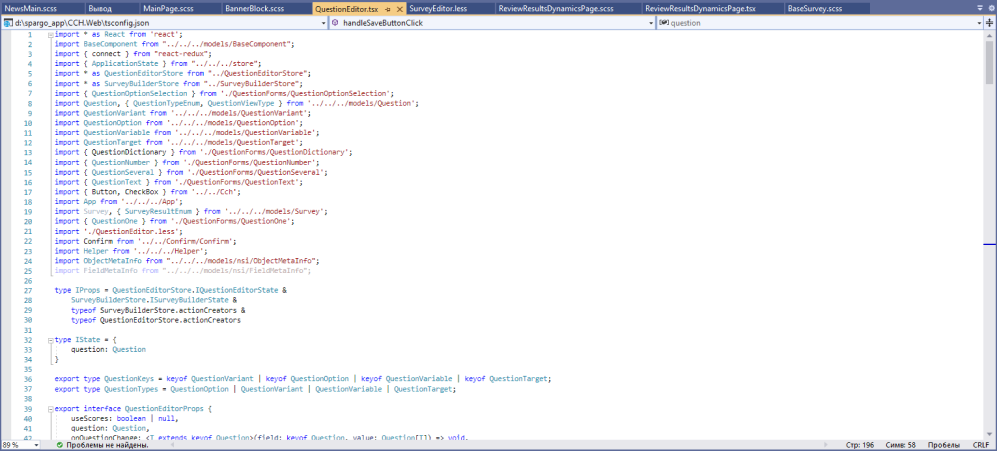 NewsMain.scss Вывод MainPage.scss BannerBlock.scss QuestionEditor.tsx SurveyEditor.less ReviewResultsDynamicsPage.scss ReviewResultsDynamicsPage.tsx BaseSurvey.scss
d:\spargo_app\CCH.Web\tsconfig.json handleSaveButtonClick question
1 import * as React from 'react';
2 import BaseComponent from "../../../models/BaseComponent";
3 import { connect } from "react-redux";
4 import { ApplicationState } from "../../../store";
5 import * as QuestionEditorStore from "../QuestionEditorStore";
6 import * as SurveyBuilderStore from "../SurveyBuilderStore";
7 import { QuestionOptionSelection } from './QuestionForms/QuestionOptionSelection';
8 import Question, { QuestionTypeEnum, QuestionViewType } from '../../../models/Question';
9 import QuestionVariant from '../../../models/QuestionVariant';
10 import QuestionOption from '../../../models/QuestionOption';
11 import QuestionVariable from '../../../models/QuestionVariable';
12 import QuestionTarget from '../../../models/QuestionTarget';
13 import { QuestionDictionary } from './QuestionForms/QuestionDictionary';
14 import { QuestionNumber } from './QuestionForms/QuestionNumber';
15 import { QuestionSeveral } from './QuestionForms/QuestionSeveral';
16 import { QuestionText } from './QuestionForms/QuestionText';
17 import { Button, CheckBox } from '../../Cch';
18 import App from '../../../App';
19 import Survey, { SurveyResultEnum } from '../../../models/Survey';
20 import { QuestionOne } from './QuestionForms/QuestionOne';
21 import './QuestionEditor.less';
22 import Confirm from '../../Confirm/Confirm';
23 import Helper from '../../../Helper';
24 import ObjectMetaInfo from "../../../models/nsi/ObjectMetaInfo";
25 import FieldMetaInfo from "../../../models/nsi/FieldMetaInfo";
26
27 type IProps = QuestionEditorStore.IQuestionEditorState &
28 SurveyBuilderStore.ISurveyBuilderState &
29 typeof SurveyBuilderStore.actionCreators &
30 typeof QuestionEditorStore.actionCreators
31
32 type IState = {
33 question: Question
34 }
35
36 export type QuestionKeys = keyof QuestionVariant | keyof QuestionOption | keyof QuestionVariable | keyof QuestionTarget;
37 export type QuestionTypes = QuestionOption | QuestionVariant | QuestionVariable | QuestionTarget;
38
39 export interface QuestionEditorProps {
40 useScores: boolean | null,
41 question: Question,
42 onQuestionChange: <T extends keyof Question>(field: keyof Question, value: Question[T]) => void,
89 % Проблемы не найдены. Стр: 196 Симв: 58 Пробелы CRLF